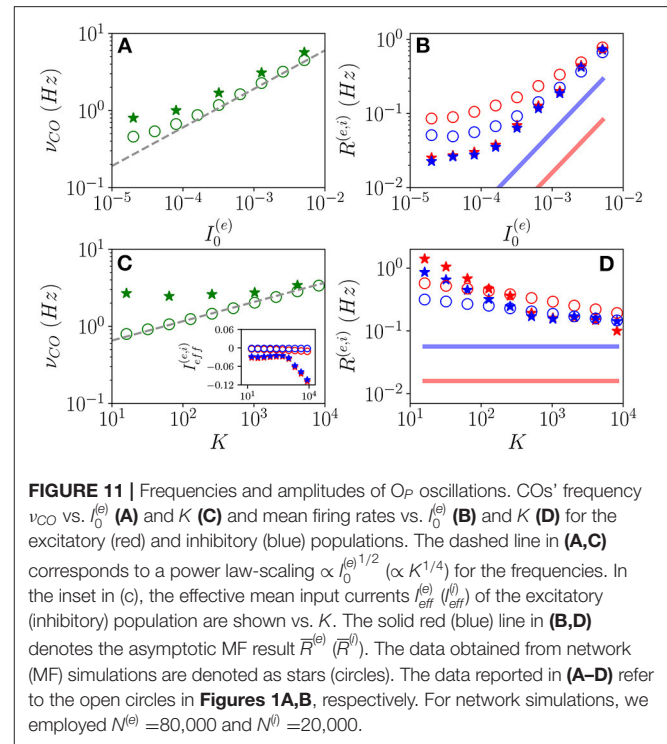 A
ν_CO (Hz)
10^1
10^0
10^-1
10^-5 10^-4 10^-3 10^-2
I_0^(e)
B
R^(e,i) (Hz)
10^0
10^-1
10^-2
10^-5 10^-4 10^-3 10^-2
I_0^(e)
C
ν_CO (Hz)
10^1
10^0
10^-1
10^1 10^2 10^3 10^4
K
I_eff^(e,i)
0.06
0.00
−0.06
−0.12
10^1 10^4
D
R^(e,i) (Hz)
10^0
10^-1
10^-2
10^1 10^2 10^3 10^4
K
FIGURE 11 | Frequencies and amplitudes of O_P oscillations. COs' frequency
ν_CO vs. I_0^(e) (A) and K (C) and mean firing rates vs. I_0^(e) (B) and K (D) for the
excitatory (red) and inhibitory (blue) populations. The dashed line in (A,C)
corresponds to a power law-scaling ∝ I_0^(e)^1/2 (∝ K^1/4) for the frequencies. In
the inset in (c), the effective mean input currents I_eff^(e) (I_eff^(i)) of the excitatory
(inhibitory) population are shown vs. K. The solid red (blue) line in (B,D)
denotes the asymptotic MF result R̅^(e) (R̅^(i)). The data obtained from network
(MF) simulations are denoted as stars (circles). The data reported in (A–D) refer
to the open circles in Figures 1A,B, respectively. For network simulations, we
employed N^(e) =80,000 and N^(i) =20,000.